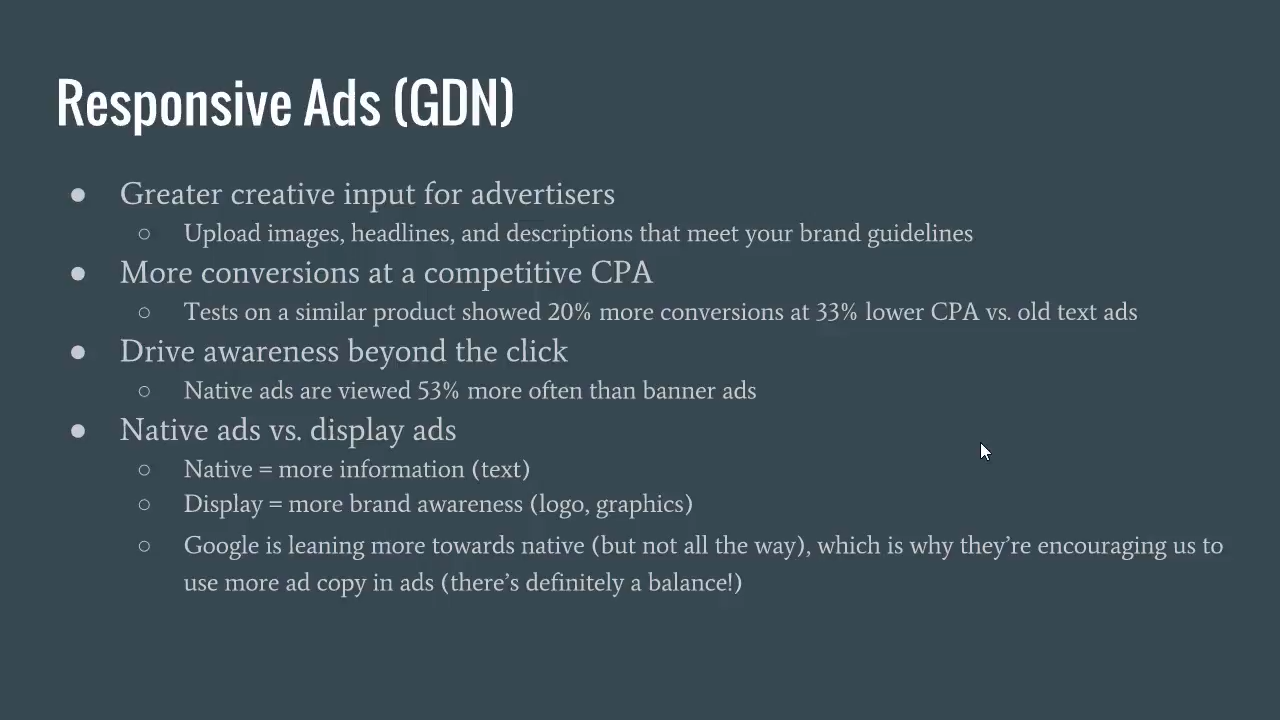 Responsive Ads (GDN)
● Greater creative input for advertisers
○ Upload images, headlines, and descriptions that meet your brand guidelines
● More conversions at a competitive CPA
○ Tests on a similar product showed 20% more conversions at 33% lower CPA vs. old text ads
● Drive awareness beyond the click
○ Native ads are viewed 53% more often than banner ads
● Native ads vs. display ads
○ Native = more information (text)
○ Display = more brand awareness (logo, graphics)
○ Google is leaning more towards native (but not all the way), which is why they’re encouraging us to
use more ad copy in ads (there’s definitely a balance!)